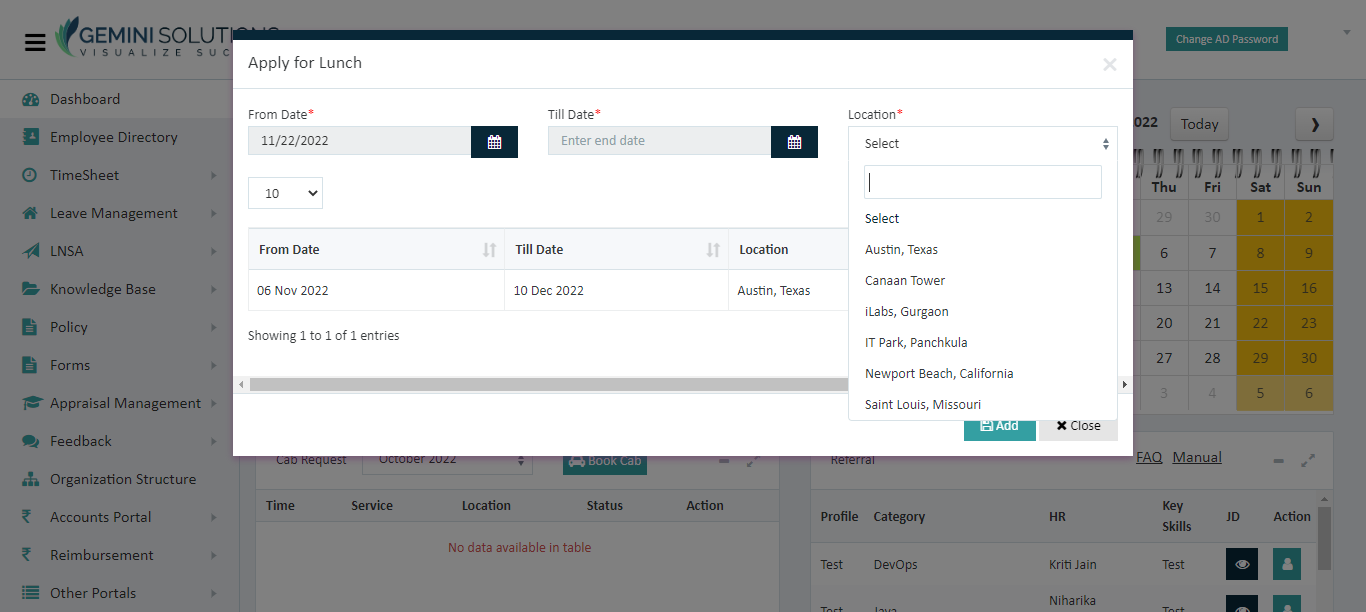 GEMINI SOLUTIONS
VISUALIZE SUC
Change AD Password
Dashboard
Employee Directory
TimeSheet
Leave Management
LNSA
Knowledge Base
Policy
Forms
Appraisal Management
Feedback
Organization Structure
Accounts Portal
Reimbursement
Other Portals
Apply for Lunch
×
From Date*
Till Date*
Location*
11/22/2022
Enter end date
Select
10
Select
Austin, Texas
Canaan Tower
iLabs, Gurgaon
IT Park, Panchkula
Newport Beach, California
Saint Louis, Missouri
From Date Till Date Location
06 Nov 2022 10 Dec 2022 Austin, Texas
Showing 1 to 1 of 1 entries
Add Close
022 Today
Thu Fri Sat Sun
29 30 1 2
6 7 8 9
13 14 15 16
20 21 22 23
27 28 29 30
3 4 5 6
Cab Request October 2022 Book Cab
Time Service Location Status Action
No data available in table
Referral FAQ Manual
Profile Category HR Key Skills JD Action
Test DevOps Kriti Jain Test
Test Java Niharika Test